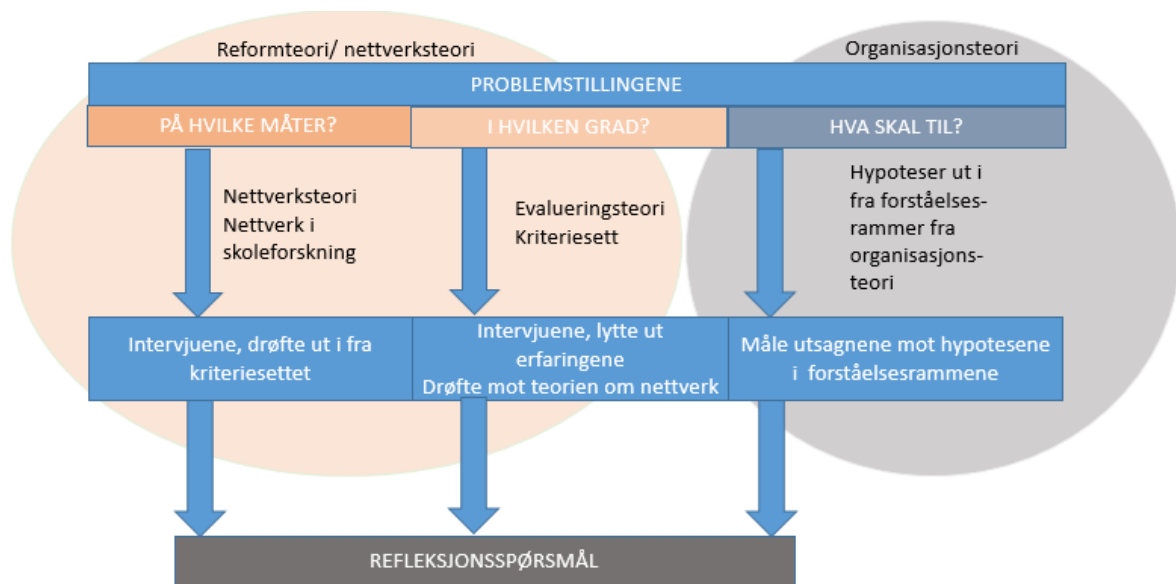 Reformteori/ nettverksteori
Organisasjonsteori
PROBLEMSTILLINGENE
PÅ HVILKE MÅTER?
I HVILKEN GRAD?
HVA SKAL TIL?
Nettverksteori
Nettverk i
skoleforskning
Evalueringsteori
Kriteriesett
Hypoteser ut i
fra forståelses-
rammer fra
organisasjons-
teori
Intervjuene, drøfte ut i fra
kriteriesettet
Intervjuene, lytte ut
erfaringene
Drøfte mot teorien om nettverk
Måle utsagnene mot hypotesene
i forståelsesrammene
REFLEKSJONSSPØRSMÅL